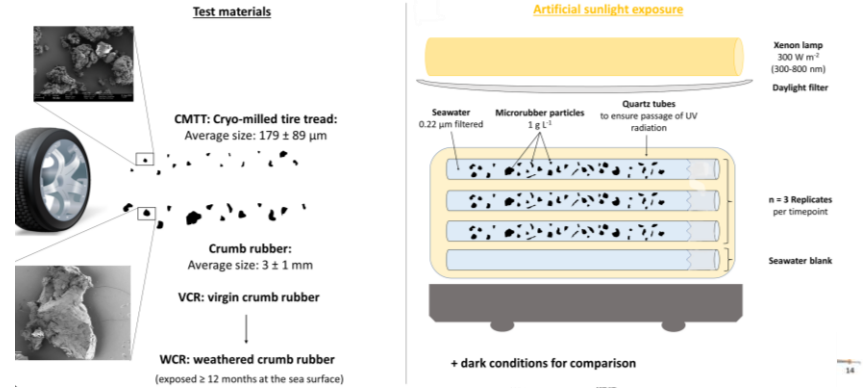 Test materials
CMTT: Cryo-milled tire tread:
Average size: 179 ± 89 µm
Crumb rubber:
Average size: 3 ± 1 mm
VCR: virgin crumb rubber
WCR: weathered crumb rubber
(exposed ≥ 12 months at the sea surface)
Artificial sunlight exposure
Xenon lamp
300 W m⁻²
(300-800 nm)
Daylight filter
Seawater
0.22 µm filtered
Microrubber particles
1 g L⁻¹
Quartz tubes
to ensure passage of UV
radiation
n = 3 Replicates
per timepoint
Seawater blank
+ dark conditions for comparison
14